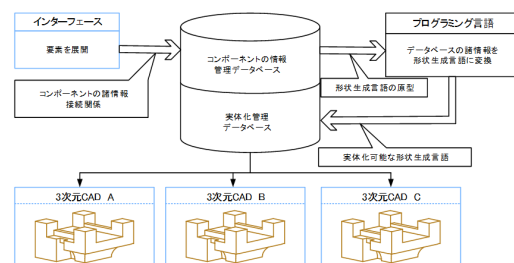 インターフェース
要素を展開
コンポーネントの諸情報
接続関係
コンポーネントの情報
管理データベース
実体化管理
データベース
プログラミング言語
データベースの諸情報を
形状生成言語に変換
形状生成言語の原型
実体化可能な形状生成言語
3次元CAD A
3次元CAD B
3次元CAD C